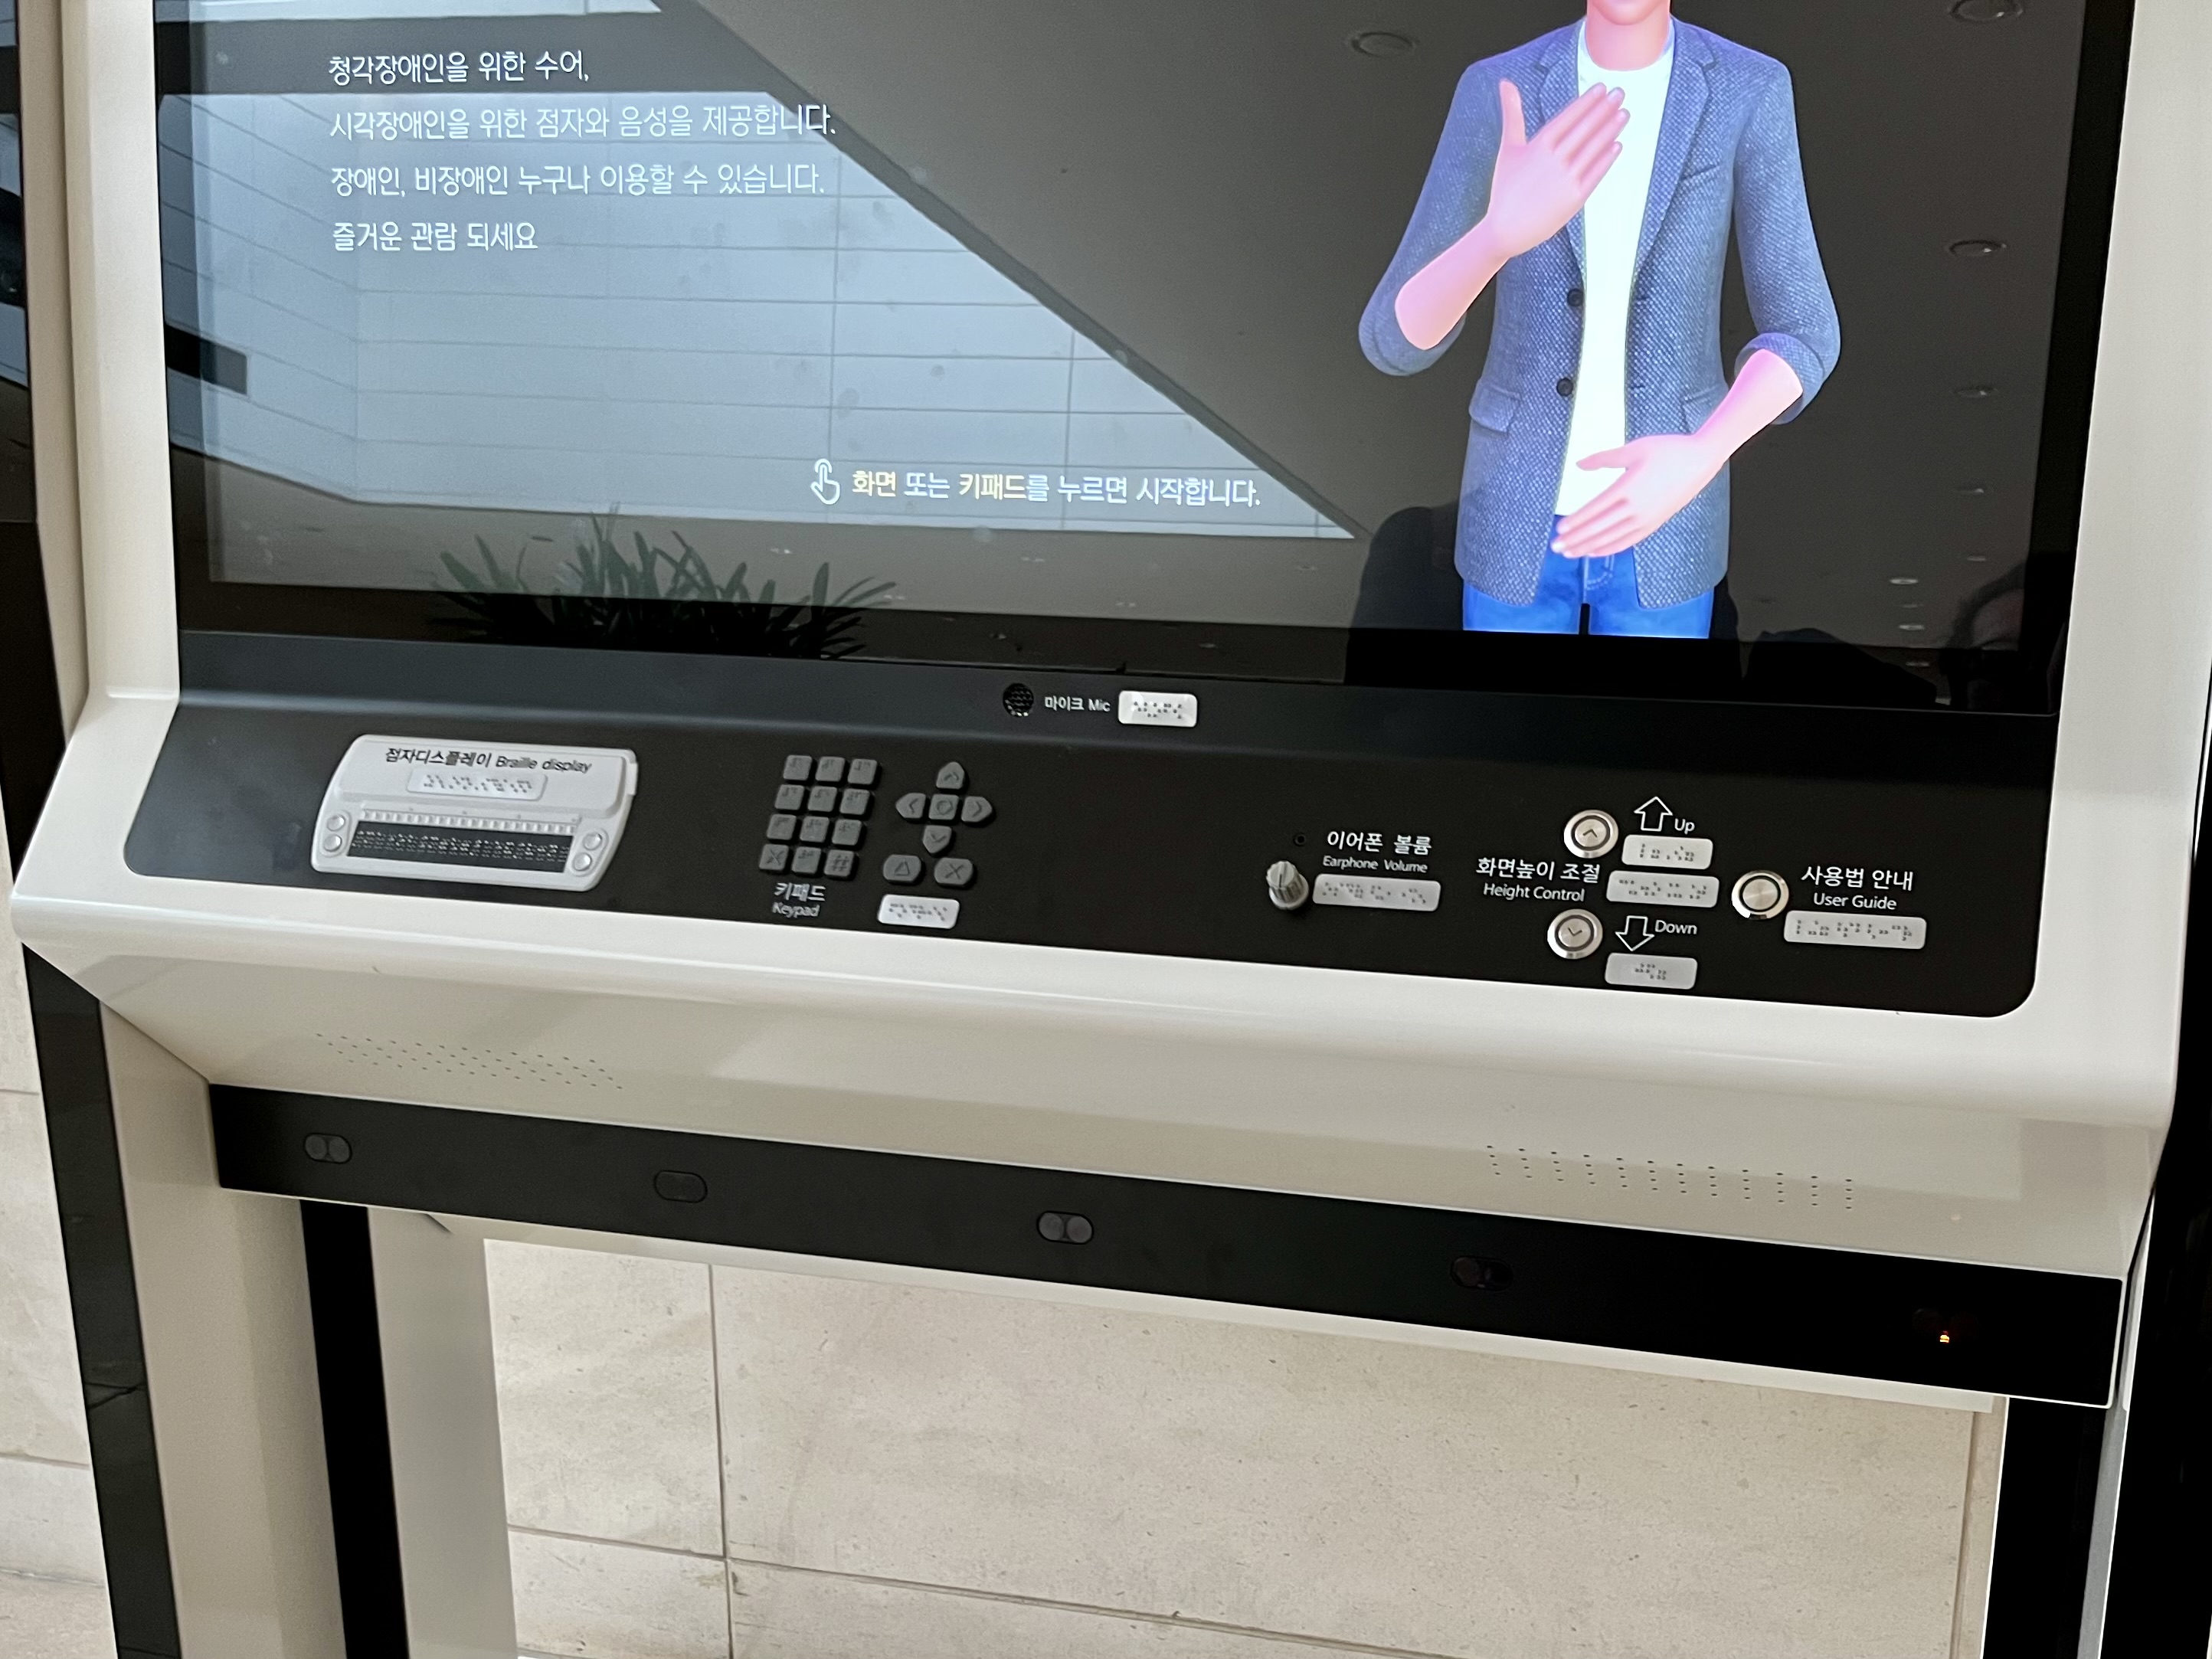 청각장애인을 위한 수어,
시각장애인을 위한 점자와 음성을 제공합니다.
장애인, 비장애인 누구나 이용할 수 있습니다.
즐거운 관람 되세요
화면 또는 키패드를 누르면 시작합니다.
마이크 Mic
점자디스플레이 Braille display
키패드
Keypad
이어폰 볼륨
Earphone Volume
Up
화면높이 조절
Height Control
Down
사용법 안내
User Guide